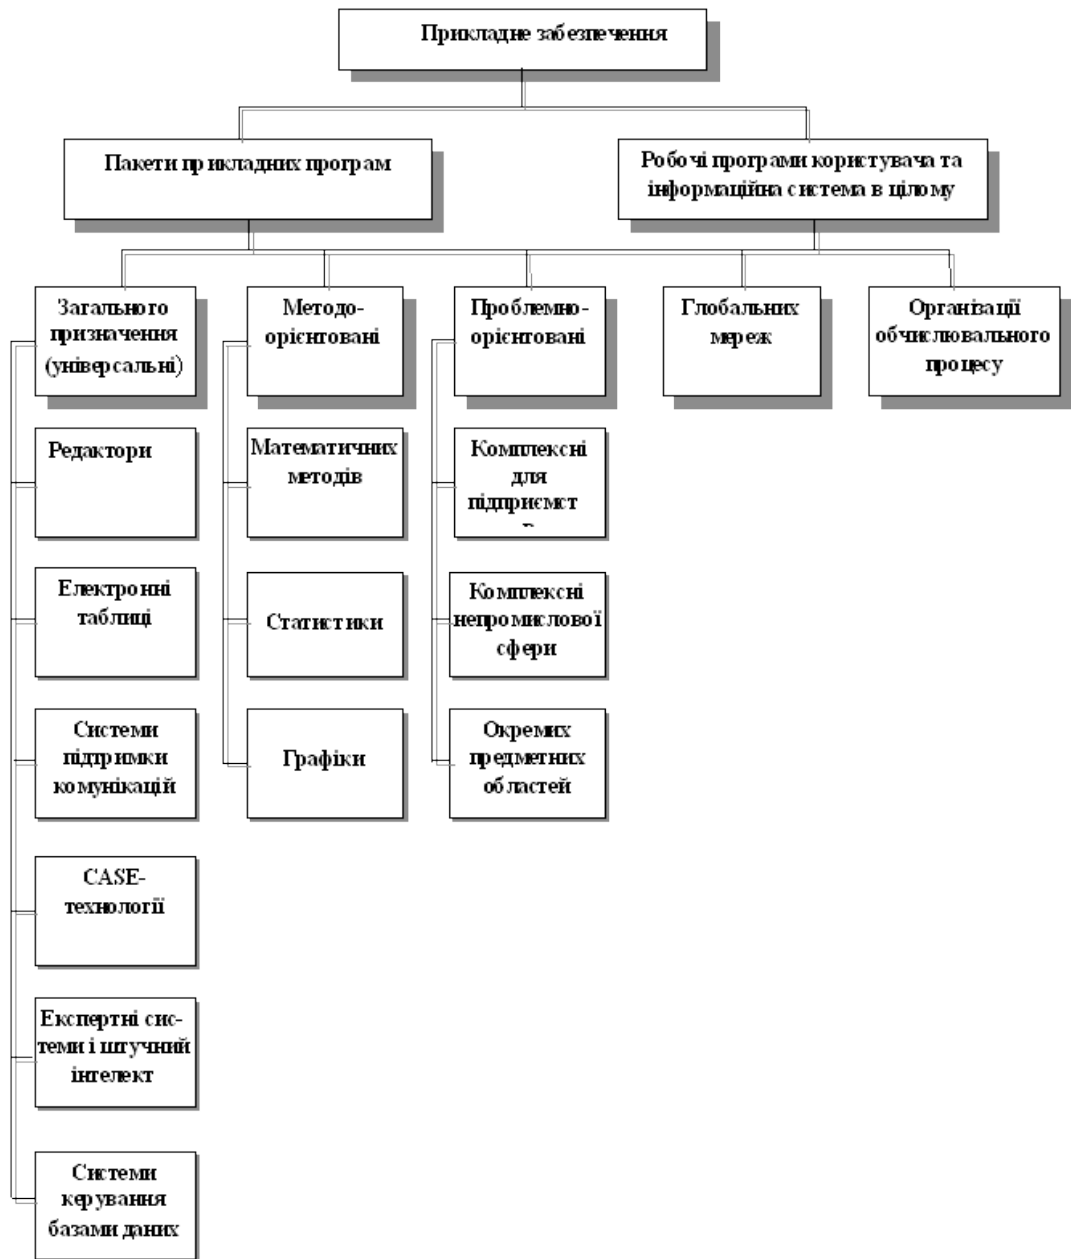 Прикладне забезпечення
Пакети прикладних програм
Робочі програми користувача та
інформаційна система в цілому
Загального
призначення
(універсальні)
Методо-
орієнтовані
Проблемно-
орієнтовані
Глобальних
мереж
Організації
обчислювального
процесу
Редактори
Математичних
методів
Комплексні
для
підприємст
в
Електронні
таблиці
Статистики
Комплексні
непромислової
сфери
Системи
підтримки
комунікацій
Графіки
Окремих
предметних
областей
CASE-
технології
Експертні сис-
теми і штучний
інтелект
Системи
керування
базами даних